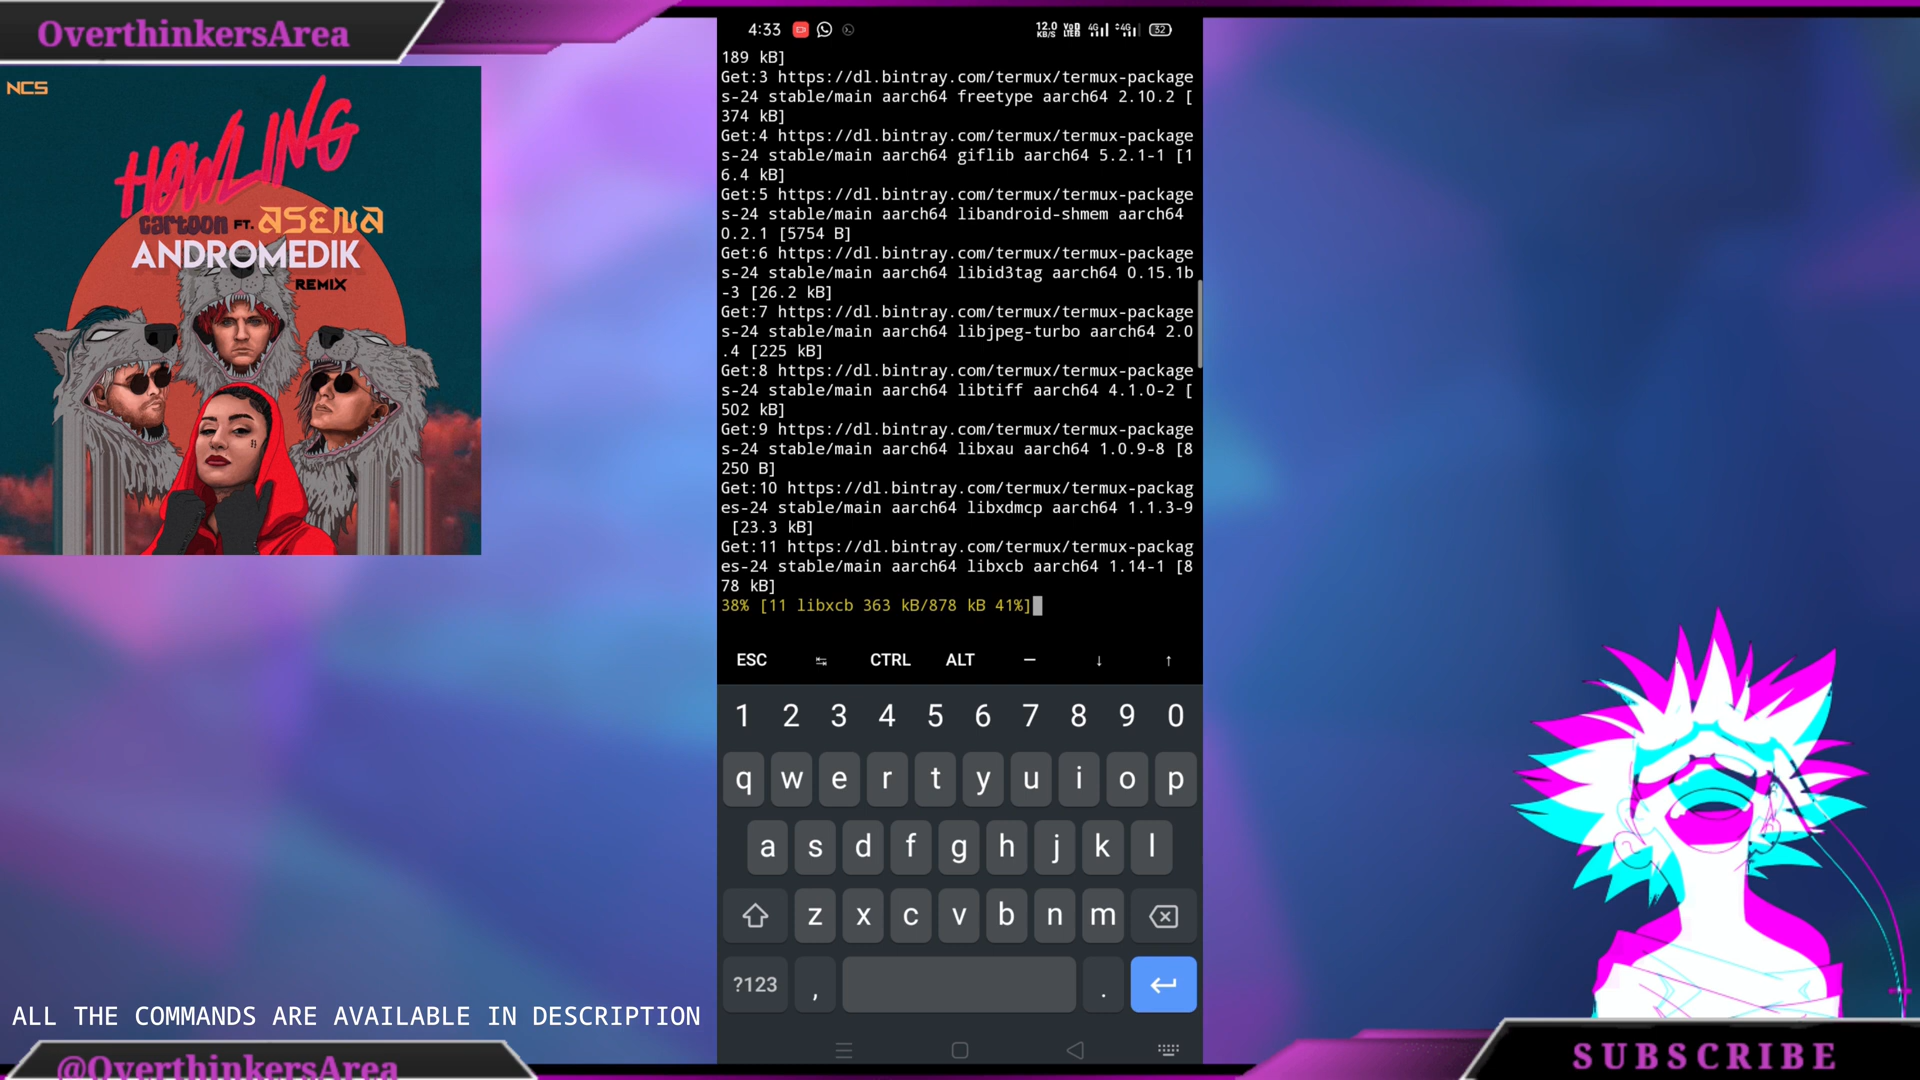 OverthinkersArea
NCS
HOWLING
cartoon FT. ASENA
ANDROMEDIK
REMIX
4:33
12.0 KB/S VoD LTE 4G 4G 32
189 kB]
Get:3 https://dl.bintray.com/termux/termux-package
s-24 stable/main aarch64 freetype aarch64 2.10.2 [
374 kB]
Get:4 https://dl.bintray.com/termux/termux-package
s-24 stable/main aarch64 giflib aarch64 5.2.1-1 [1
6.4 kB]
Get:5 https://dl.bintray.com/termux/termux-package
s-24 stable/main aarch64 libandroid-shmem aarch64
0.2.1 [5754 B]
Get:6 https://dl.bintray.com/termux/termux-package
s-24 stable/main aarch64 libid3tag aarch64 0.15.1b
-3 [26.2 kB]
Get:7 https://dl.bintray.com/termux/termux-package
s-24 stable/main aarch64 libjpeg-turbo aarch64 2.0
.4 [225 kB]
Get:8 https://dl.bintray.com/termux/termux-package
s-24 stable/main aarch64 libtiff aarch64 4.1.0-2 [
502 kB]
Get:9 https://dl.bintray.com/termux/termux-package
s-24 stable/main aarch64 libxau aarch64 1.0.9-8 [8
250 B]
Get:10 https://dl.bintray.com/termux/termux-packag
es-24 stable/main aarch64 libxdmcp aarch64 1.1.3-9
[23.3 kB]
Get:11 https://dl.bintray.com/termux/termux-packag
es-24 stable/main aarch64 libxcb aarch64 1.14-1 [8
78 kB]
38% [11 libxcb 363 kB/878 kB 41%]
ESC ↹ CTRL ALT — ↓ ↑
1 2 3 4 5 6 7 8 9 0
q w e r t y u i o p
a s d f g h j k l
z x c v b n m
?123 , .
ALL THE COMMANDS ARE AVAILABLE IN DESCRIPTION
@OverthinkersArea
SUBSCRIBE